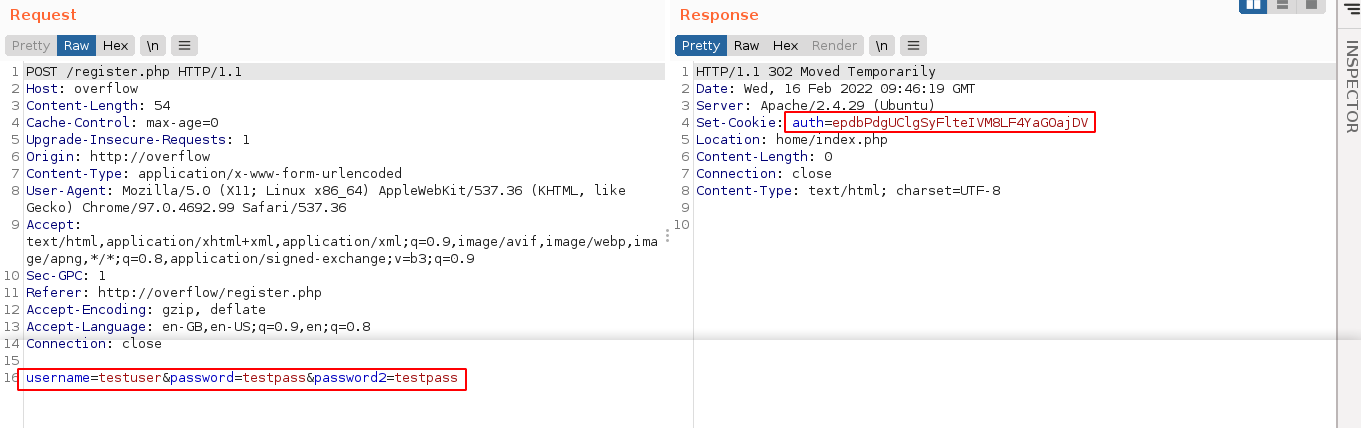 Request
Pretty Raw Hex \n
1 POST /register.php HTTP/1.1
2 Host: overflow
3 Content-Length: 54
4 Cache-Control: max-age=0
5 Upgrade-Insecure-Requests: 1
6 Origin: http://overflow
7 Content-Type: application/x-www-form-urlencoded
8 User-Agent: Mozilla/5.0 (X11; Linux x86_64) AppleWebKit/537.36 (KHTML, like
Gecko) Chrome/97.0.4692.99 Safari/537.36
9 Accept:
text/html,application/xhtml+xml,application/xml;q=0.9,image/avif,image/webp,ima
ge/apng,*/*;q=0.8,application/signed-exchange;v=b3;q=0.9
10 Sec-GPC: 1
11 Referer: http://overflow/register.php
12 Accept-Encoding: gzip, deflate
13 Accept-Language: en-GB,en-US;q=0.9,en;q=0.8
14 Connection: close
15
16 username=testuser&password=testpass&password2=testpass
Response
Pretty Raw Hex Render \n
1 HTTP/1.1 302 Moved Temporarily
2 Date: Wed, 16 Feb 2022 09:46:19 GMT
3 Server: Apache/2.4.29 (Ubuntu)
4 Set-Cookie: auth=epdbPdgUClgSyFlteIVM8LF4YaGOajDV
5 Location: home/index.php
6 Content-Length: 0
7 Connection: close
8 Content-Type: text/html; charset=UTF-8
9
10
INSPECTOR